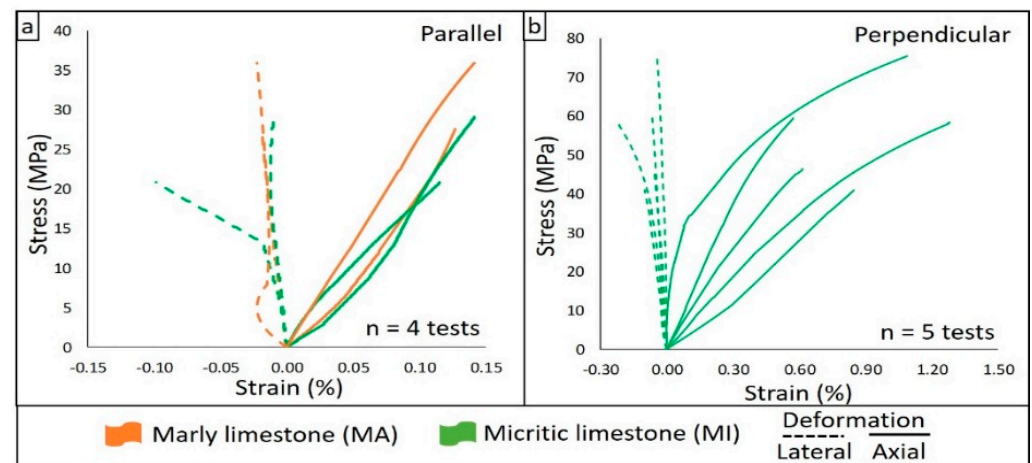 a
Parallel
Stress (MPa)
40
35
30
25
20
15
10
5
0
n = 4 tests
-0.15 -0.10 -0.05 0.00 0.05 0.10 0.15
Strain (%)
b
Perpendicular
Stress (MPa)
80
70
60
50
40
30
20
10
0
n = 5 tests
-0.30 0.00 0.30 0.60 0.90 1.20 1.50
Strain (%)
Marly limestone (MA)
Micritic limestone (MI)
Deformation
Lateral Axial